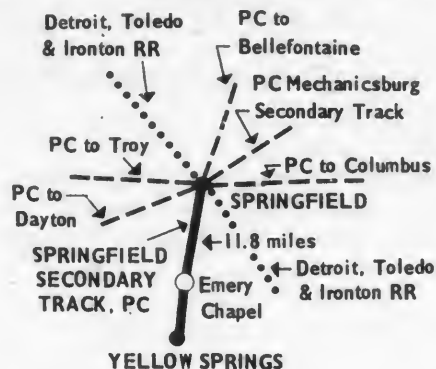 Detroit, Toledo
& Ironton RR
PC to
Bellefontaine
PC Mechanicsburg
Secondary Track
PC to Troy
PC to Columbus
PC to
Dayton
SPRINGFIELD
SPRINGFIELD
SECONDARY
TRACK, PC
11.8 miles
Emery
Chapel
Detroit, Toledo
& Ironton RR
YELLOW SPRINGS